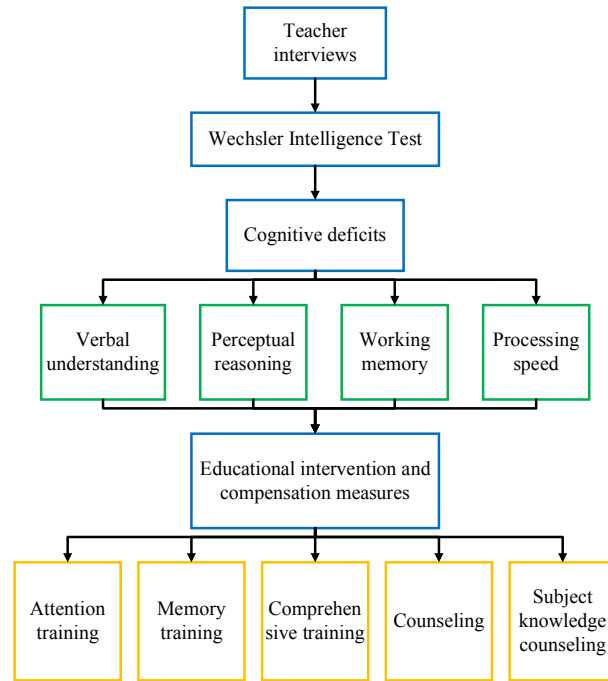 Teacher
interviews
Wechsler Intelligence Test
Cognitive deficits
Verbal
understanding
Perceptual
reasoning
Working
memory
Processing
speed
Educational intervention and
compensation measures
Attention
training
Memory
training
Comprehen
sive training
Counseling
Subject
knowledge
counseling